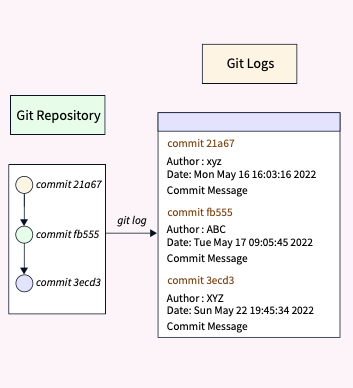 Git Logs
Git Repository
commit 21a67
commit fb555
commit 3ecd3
git log
commit 21a67
Author : xyz
Date: Mon May 16 16:03:16 2022
Commit Message
commit fb555
Author : ABC
Date: Tue May 17 09:05:45 2022
Commit Message
commit 3ecd3
Author : XYZ
Date: Sun May 22 19:45:34 2022
Commit Message